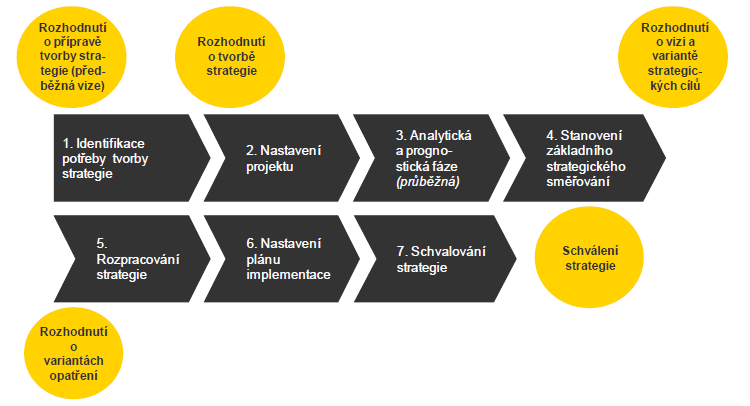 Rozhodnutí
o přípravě
tvorby stra-
tegie (před-
běžná vize)
Rozhodnutí
o tvorbě
strategie
Rozhodnutí
o vizi a
variantě
strategic-
kých cílů
1. Identifikace
potřeby tvorby
strategie
2. Nastavení
projektu
3. Analytická
a progno-
stická fáze
(průběžná)
4. Stanovení
základního
strategického
směřování
5.
Rozpracování
strategie
6. Nastavení
plánu
implementace
7. Schvalování
strategie
Schválení
strategie
Rozhodnutí
o
variantách
opatření